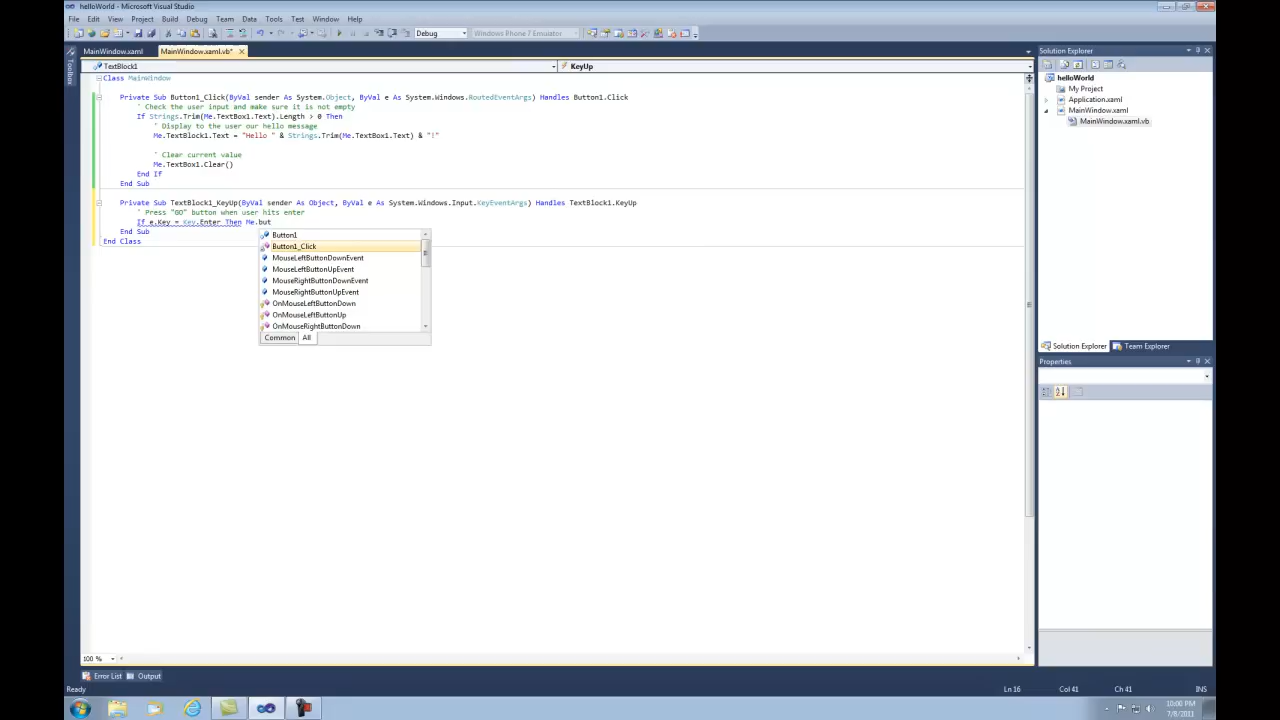 helloWorld - Microsoft Visual Studio
File Edit View Project Build Debug Team Data Tools Test Window Help
Debug Windows Phone 7 Emulator
Toolbox
MainWindow.xaml MainWindow.xaml.vb* x
TextBlock1 KeyUp
Class MainWindow
Private Sub Button1_Click(ByVal sender As System.Object, ByVal e As System.Windows.RoutedEventArgs) Handles Button1.Click
' Check the user input and make sure it is not empty
If Strings.Trim(Me.TextBox1.Text).Length > 0 Then
' Display to the user our hello message
Me.TextBlock1.Text = "Hello " & Strings.Trim(Me.TextBox1.Text) & "!"
' Clear current value
Me.TextBox1.Clear()
End If
End Sub
Private Sub TextBlock1_KeyUp(ByVal sender As Object, ByVal e As System.Windows.Input.KeyEventArgs) Handles TextBlock1.KeyUp
' Press "GO" button when user hits enter
If e.Key = Key.Enter Then Me.but
End Sub
End Class
Button1
Button1_Click
MouseLeftButtonDownEvent
MouseLeftButtonUpEvent
MouseRightButtonDownEvent
MouseRightButtonUpEvent
OnMouseLeftButtonDown
OnMouseLeftButtonUp
OnMouseRightButtonDown
Common All
Solution Explorer
helloWorld
My Project
Application.xaml
MainWindow.xaml
MainWindow.xaml.vb
Solution Explorer Team Explorer
Properties
100 %
Error List Output
Ready Ln 16 Col 41 Ch 41 INS
10:00 PM
7/8/2011